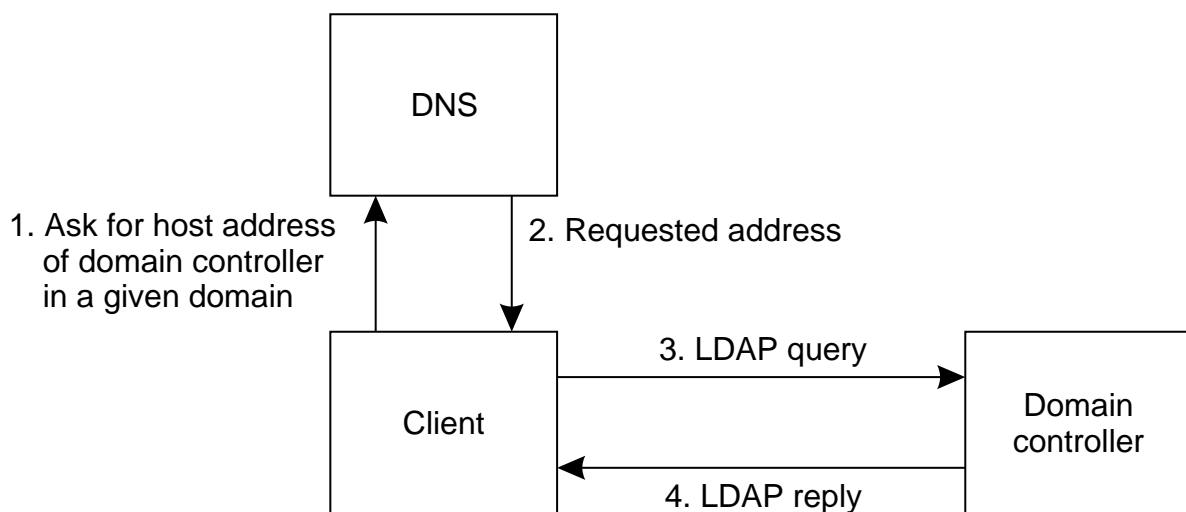 DNS
1. Ask for host address
of domain controller
in a given domain
2. Requested address
3. LDAP query
Client
Domain
controller
4. LDAP reply